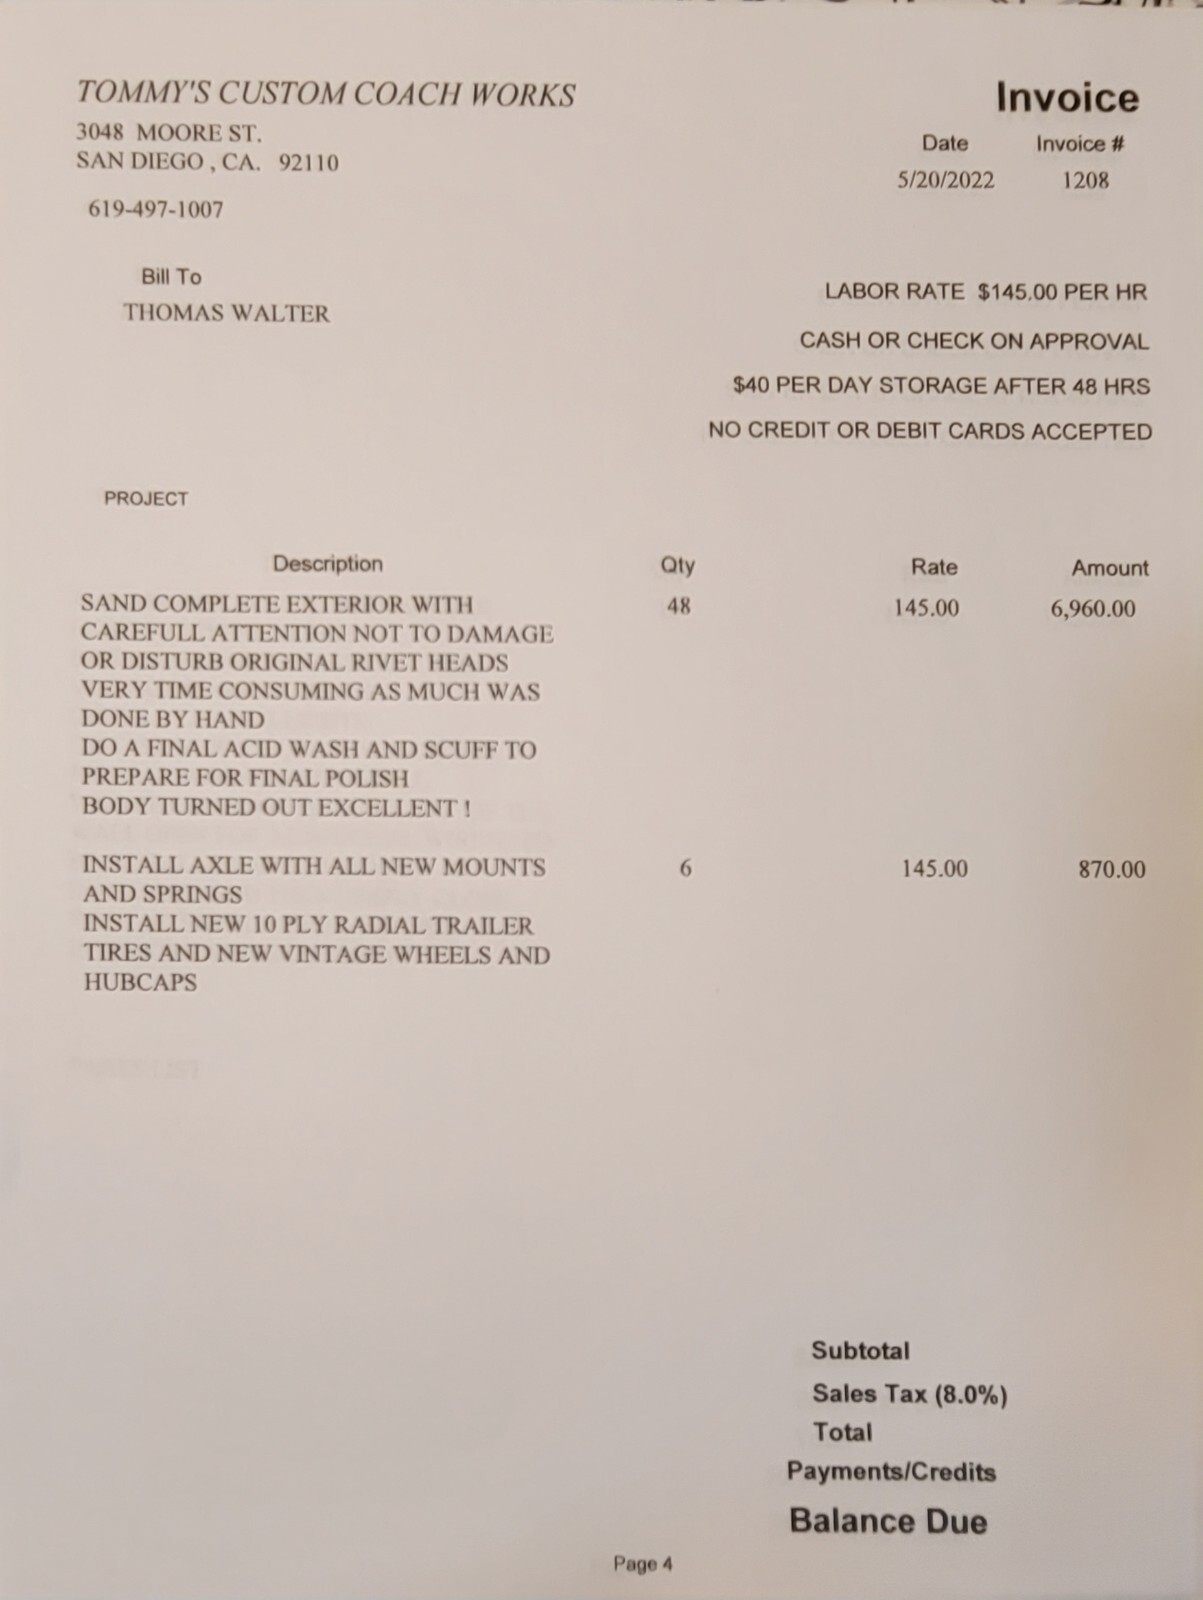 TOMMY'S CUSTOM COACH WORKS
3048 MOORE ST.
SAN DIEGO , CA. 92110
619-497-1007
Invoice
Date Invoice #
5/20/2022 1208
Bill To
THOMAS WALTER
LABOR RATE $145.00 PER HR
CASH OR CHECK ON APPROVAL
$40 PER DAY STORAGE AFTER 48 HRS
NO CREDIT OR DEBIT CARDS ACCEPTED
PROJECT
Description Qty Rate Amount
SAND COMPLETE EXTERIOR WITH 48 145.00 6,960.00
CAREFULL ATTENTION NOT TO DAMAGE
OR DISTURB ORIGINAL RIVET HEADS
VERY TIME CONSUMING AS MUCH WAS
DONE BY HAND
DO A FINAL ACID WASH AND SCUFF TO
PREPARE FOR FINAL POLISH
BODY TURNED OUT EXCELLENT !
INSTALL AXLE WITH ALL NEW MOUNTS 6 145.00 870.00
AND SPRINGS
INSTALL NEW 10 PLY RADIAL TRAILER
TIRES AND NEW VINTAGE WHEELS AND
HUBCAPS
Subtotal
Sales Tax (8.0%)
Total
Payments/Credits
Balance Due
Page 4